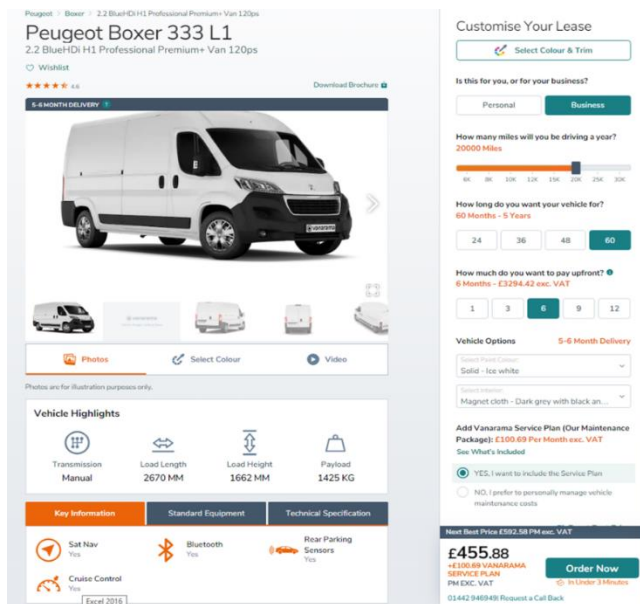 Peugeot / Boxer / 2.2 BlueHDi H1 Professional Premium+ Van 120ps
Peugeot Boxer 333 L1
2.2 BlueHDi H1 Professional Premium+ Van 120ps
Wishlist
4.6
Download Brochure
5-6 MONTH DELIVERY
vanarama
vanarama
Photos
Select Colour
Video
Photos are for illustration purposes only.
Vehicle Highlights
Transmission
Manual
Load Length
2670 MM
Load Height
1662 MM
Payload
1425 KG
Key Information
Standard Equipment
Technical Specification
Sat Nav
Yes
Bluetooth
Yes
Rear Parking
Sensors
Yes
Cruise Control
Yes
Excel 2016
Customise Your Lease
Select Colour & Trim
Is this for you, or for your business?
Personal
Business
How many miles will you be driving a year?
20000 Miles
6K 8K 10K 12K 15K 20K 25K 30K
How long do you want your vehicle for?
60 Months - 5 Years
24 36 48 60
How much do you want to pay upfront?
6 Months - £3294.42 exc. VAT
1 3 6 9 12
Vehicle Options
5-6 Month Delivery
Select Paint Colour:
Solid - Ice white
Select Interior:
Magnet cloth - Dark grey with black an...
Add Vanarama Service Plan (Our Maintenance
Package): £100.69 Per Month exc. VAT
See What's Included
YES, I want to include the Service Plan
NO, I prefer to personally manage vehicle
maintenance costs
Next Best Price £592.58 PM exc. VAT
£455.88
+£100.69 VANARAMA
SERVICE PLAN
PM EXC. VAT
Order Now
In Under 3 Minutes
01442 946949| Request a Call Back